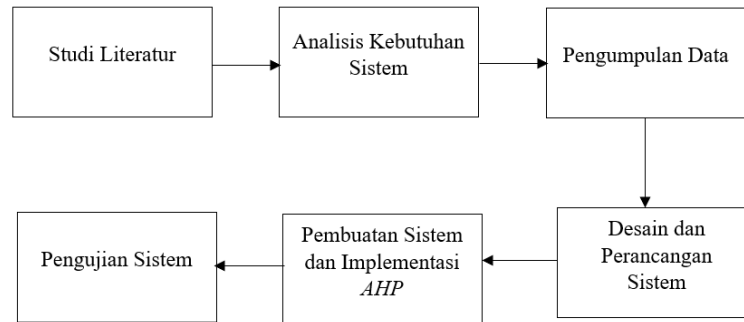 Studi Literatur
Analisis Kebutuhan
Sistem
Pengumpulan Data
Desain dan
Perancangan
Sistem
Pembuatan Sistem
dan Implementasi
AHP
Pengujian Sistem